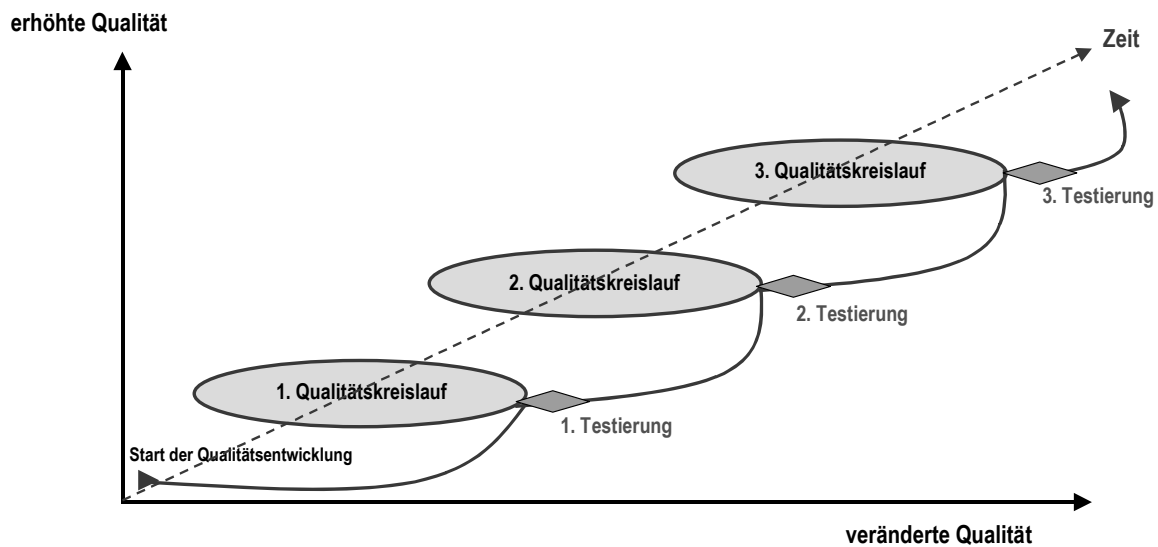 erhöhte Qualität
Zeit
3. Qualitätskreislauf
3. Testierung
2. Qualitätskreislauf
2. Testierung
1. Qualitätskreislauf
1. Testierung
Start der Qualitätsentwicklung
veränderte Qualität